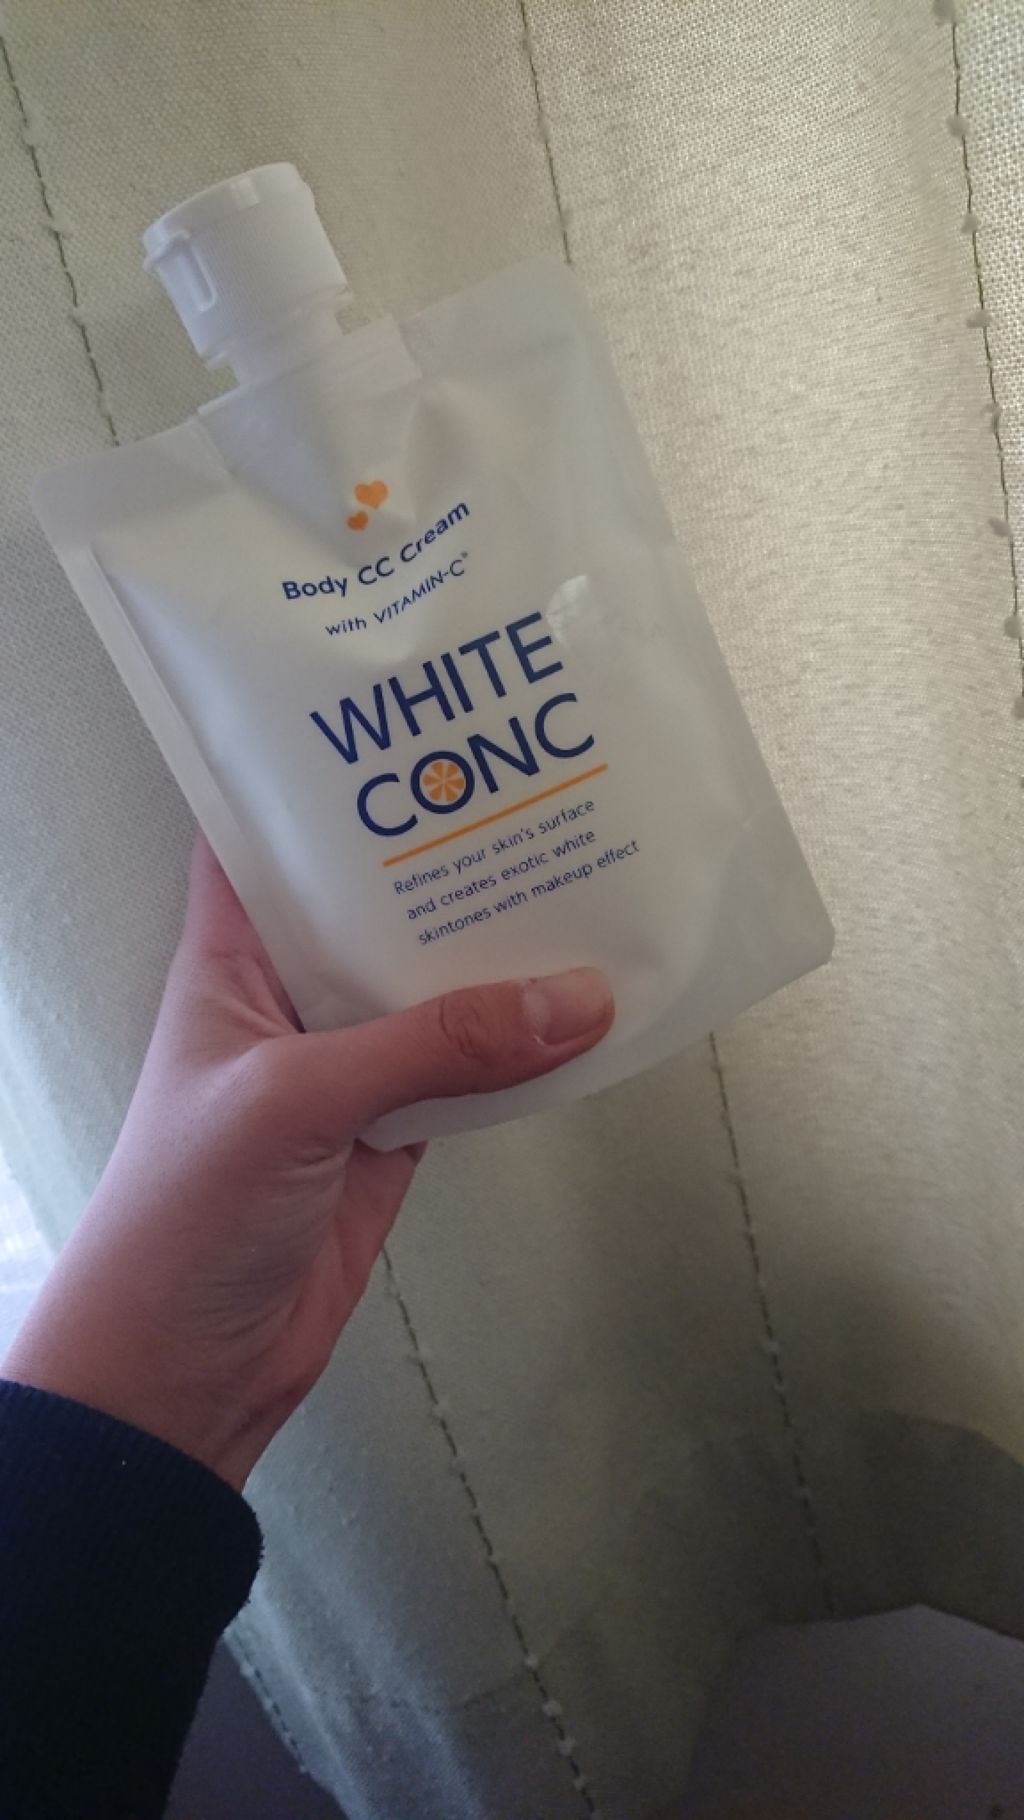 Body CC Cream
with VITAMIN-C*
WHITE
CONC
Refines your skin's surface
and creates exotic white
skintones with makeup effect